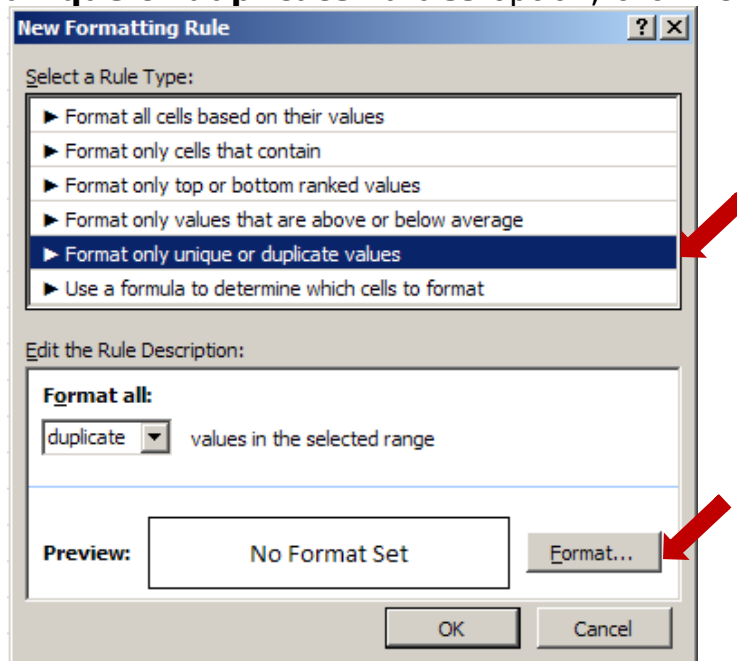 New Formatting Rule
Select a Rule Type:
► Format all cells based on their values
► Format only cells that contain
► Format only top or bottom ranked values
► Format only values that are above or below average
► Format only unique or duplicate values
► Use a formula to determine which cells to format
Edit the Rule Description:
Format all:
duplicate values in the selected range
Preview: No Format Set Format...
OK Cancel